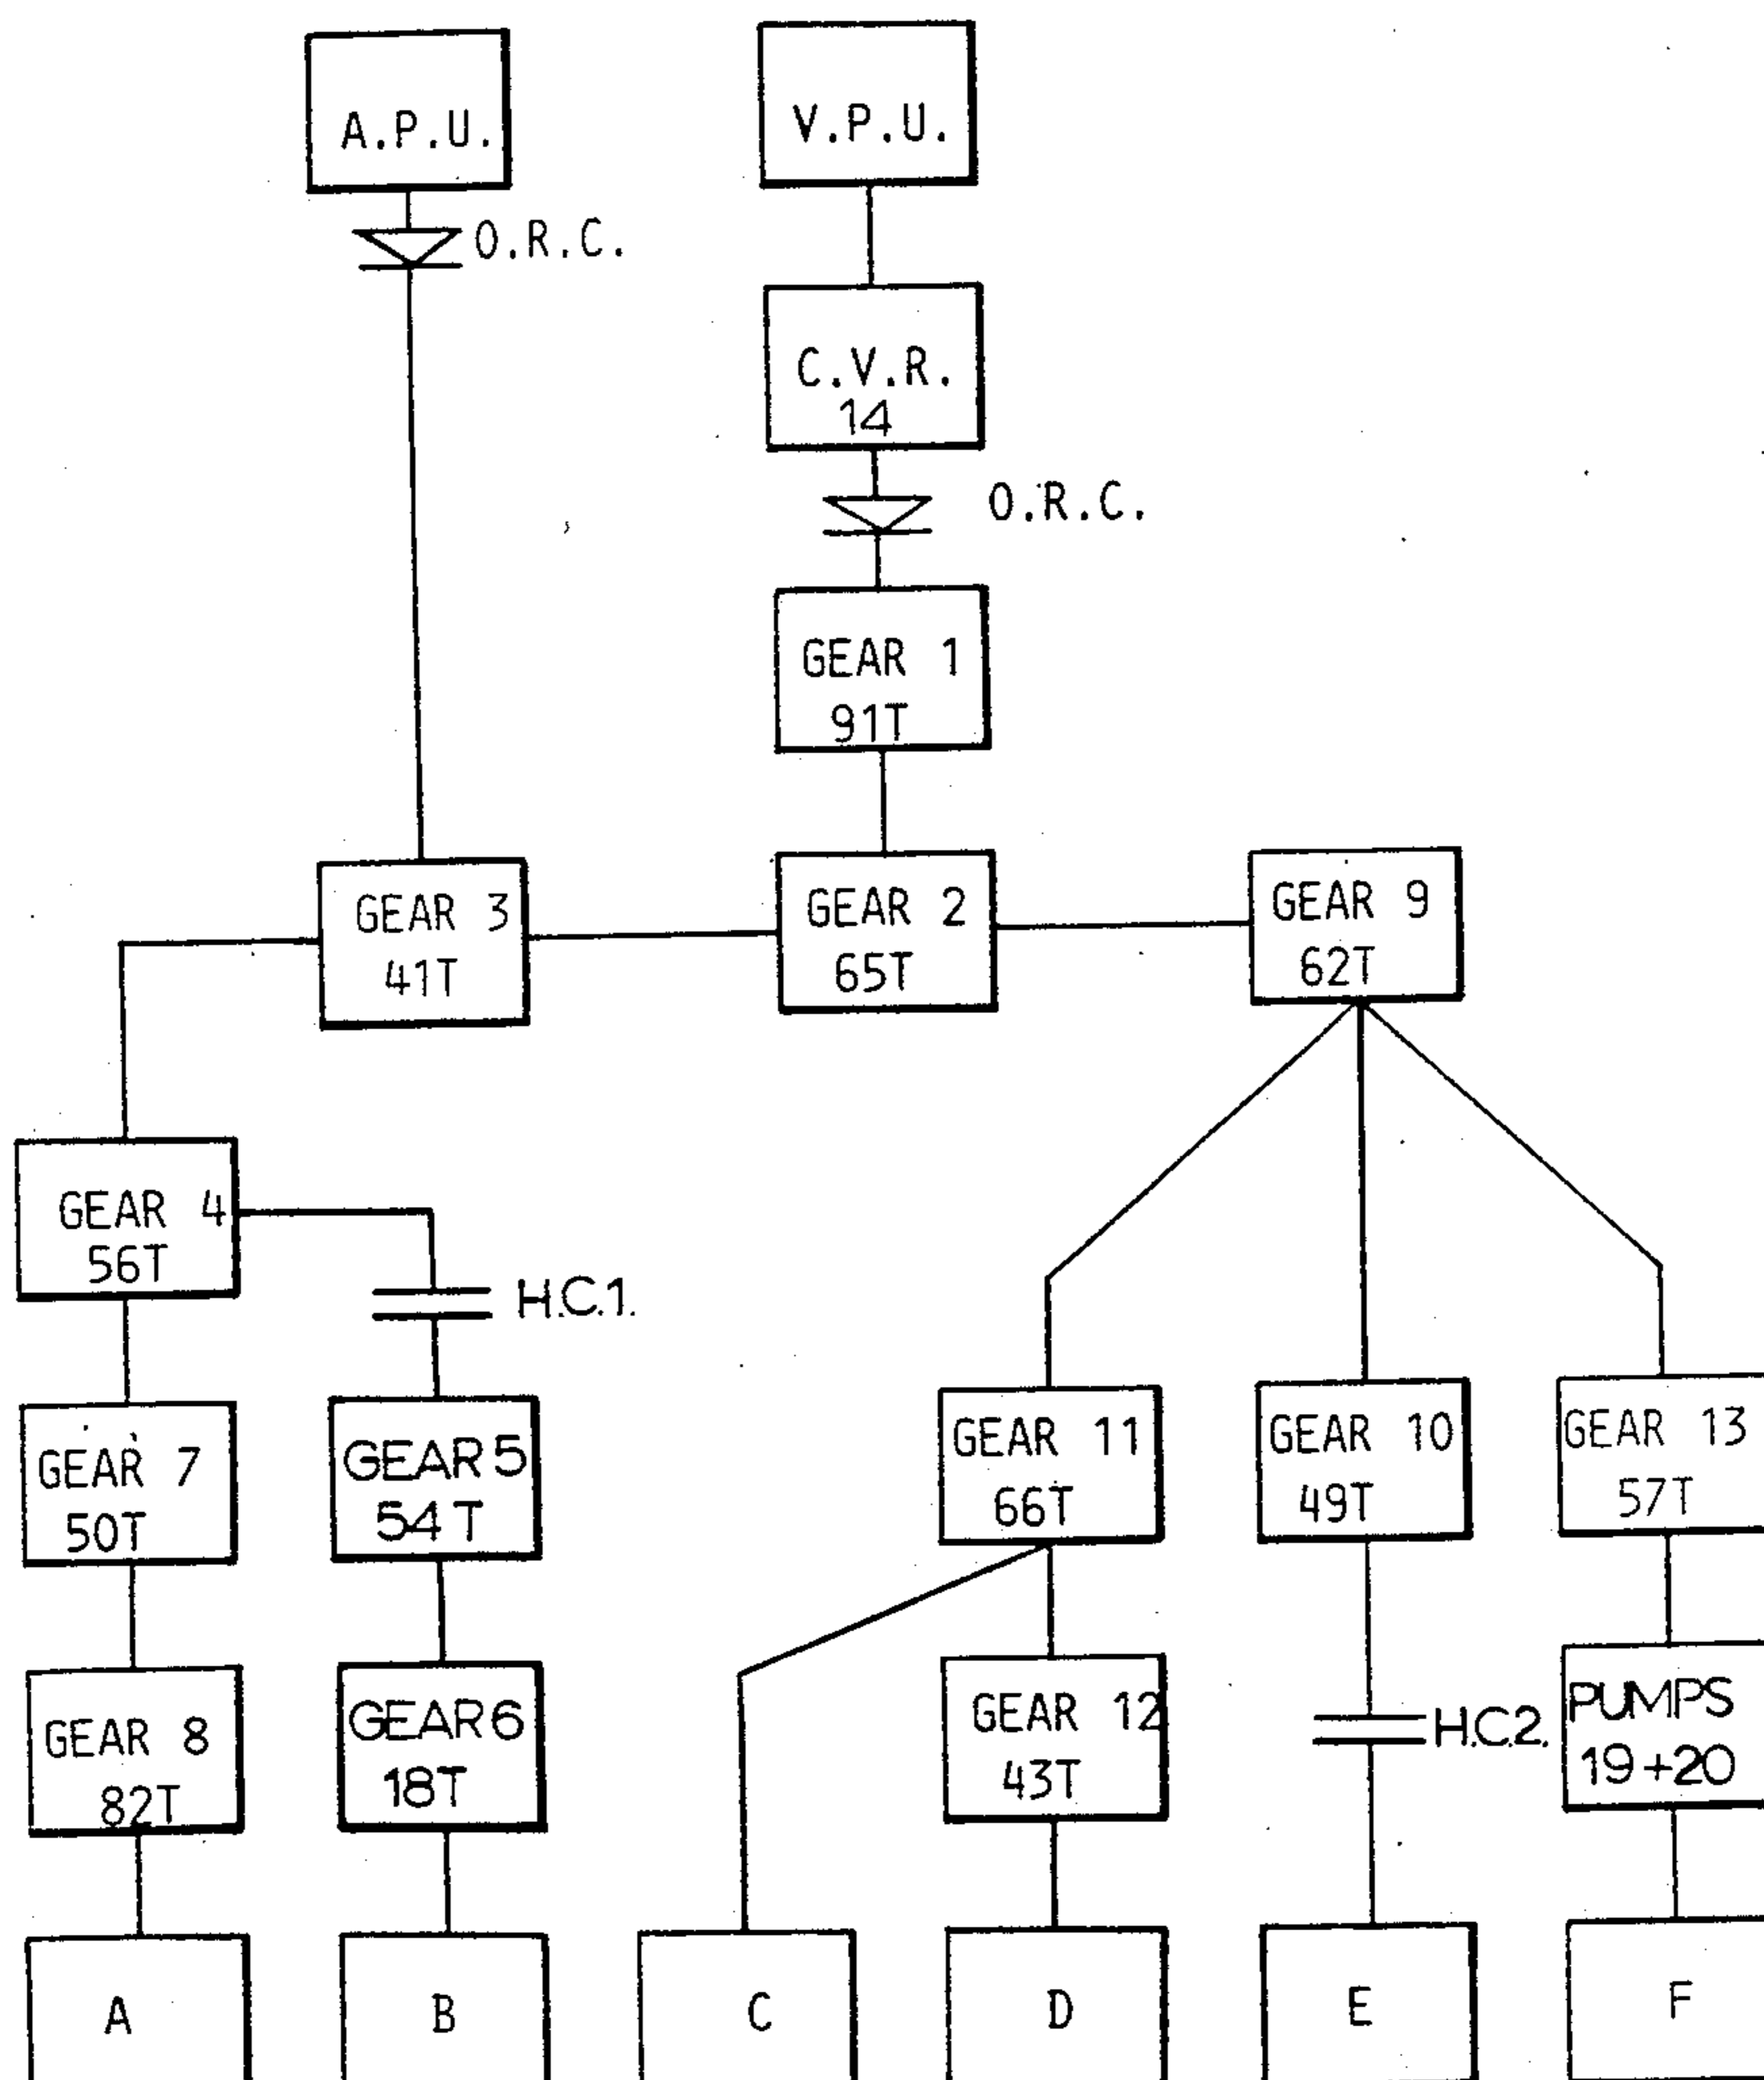 A.P.U.
V.P.U.
O.R.C.
C.V.R.
14
O.R.C.
GEAR 1
91T
GEAR 3
41T
GEAR 2
65T
GEAR 9
62T
GEAR 4
56T
H.C.1.
GEAR 7
50T
GEAR 5
54T
GEAR 11
66T
GEAR 10
49T
GEAR 13
57T
GEAR 8
82T
GEAR 6
18T
GEAR 12
43T
H.C.2.
PUMPS
19+20
A
B
C
D
E
F